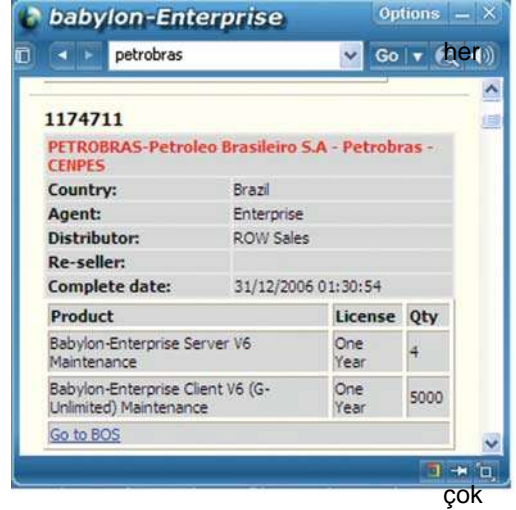 babylon-Enterprise Options
petrobras Go her
1174711
PETROBRAS-Petroleo Brasileiro S.A - Petrobras -
CENPES
Country: Brazil
Agent: Enterprise
Distributor: ROW Sales
Re-seller:
Complete date: 31/12/2006 01:30:54
Product License Qty
Babylon-Enterprise Server V6
Maintenance One
Year 4
Babylon-Enterprise Client V6 (G-
Unlimited) Maintenance One
Year 5000
Go to BOS
çok